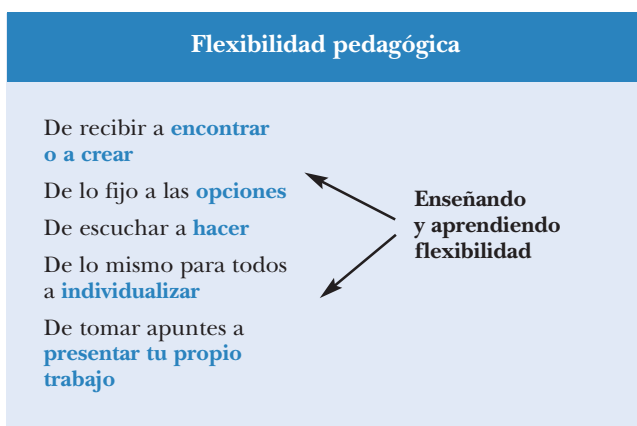 Flexibilidad pedagógica
De recibir a encontrar
o a crear
De lo fijo a las opciones
De escuchar a hacer
De lo mismo para todos
a individualizar
De tomar apuntes a
presentar tu propio
trabajo
Enseñando
y aprendiendo
flexibilidad